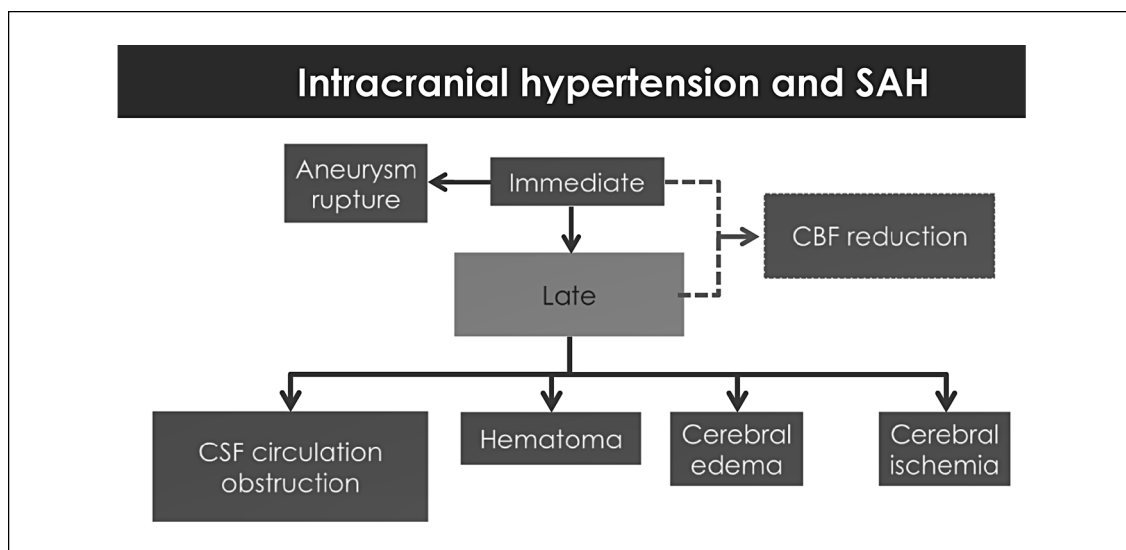 Intracranial hypertension and SAH
Aneurysm
rupture
Immediate
CBF reduction
Late
CSF circulation
obstruction
Hematoma
Cerebral
edema
Cerebral
ischemia